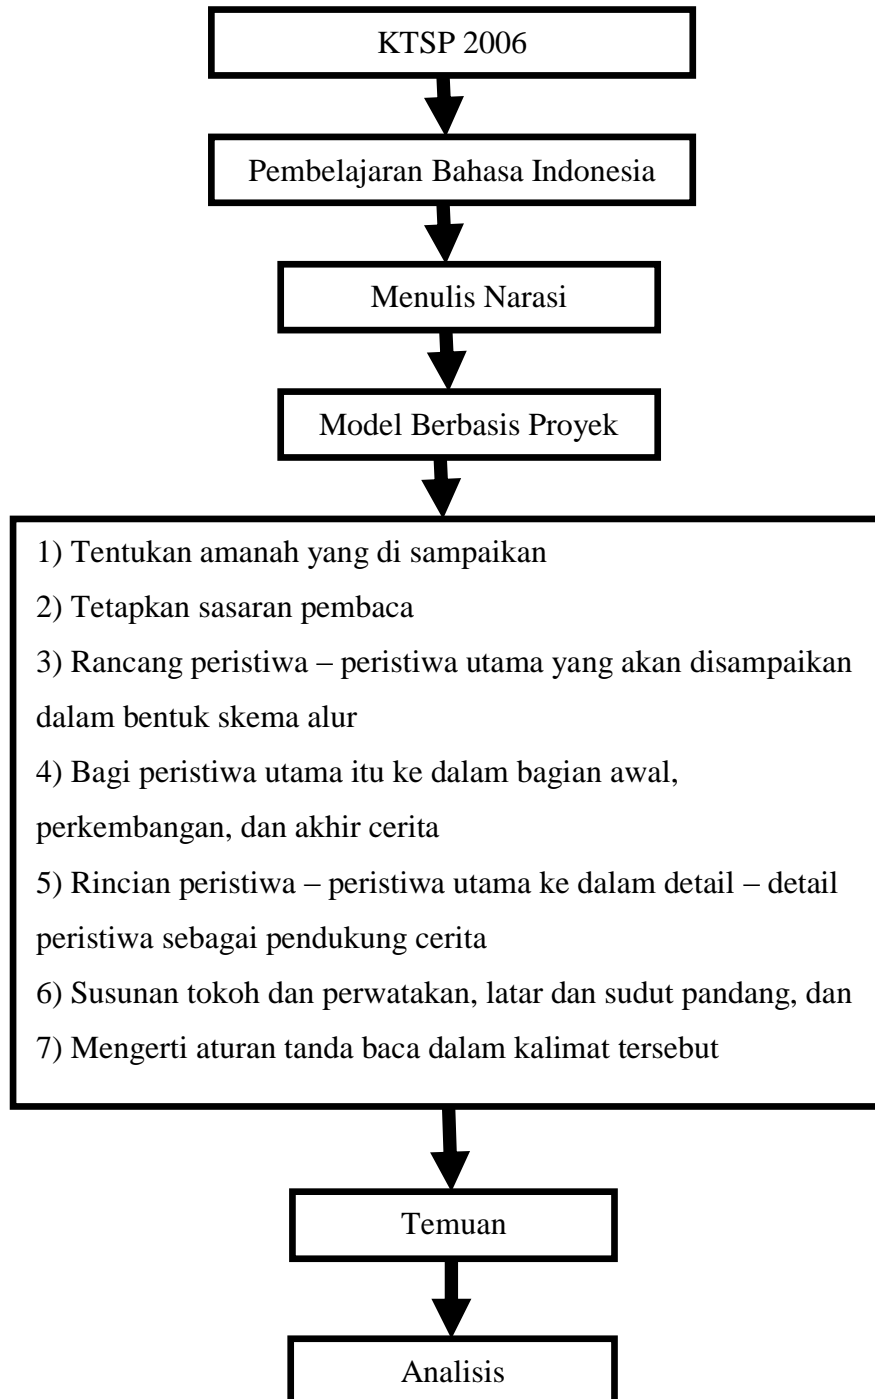 KTSP 2006
Pembelajaran Bahasa Indonesia
Menulis Narasi
Model Berbasis Proyek
1) Tentukan amanah yang di sampaikan
2) Tetapkan sasaran pembaca
3) Rancang peristiwa – peristiwa utama yang akan disampaikan
dalam bentuk skema alur
4) Bagi peristiwa utama itu ke dalam bagian awal,
perkembangan, dan akhir cerita
5) Rincian peristiwa – peristiwa utama ke dalam detail – detail
peristiwa sebagai pendukung cerita
6) Susunan tokoh dan perwatakan, latar dan sudut pandang, dan
7) Mengerti aturan tanda baca dalam kalimat tersebut
Temuan
Analisis